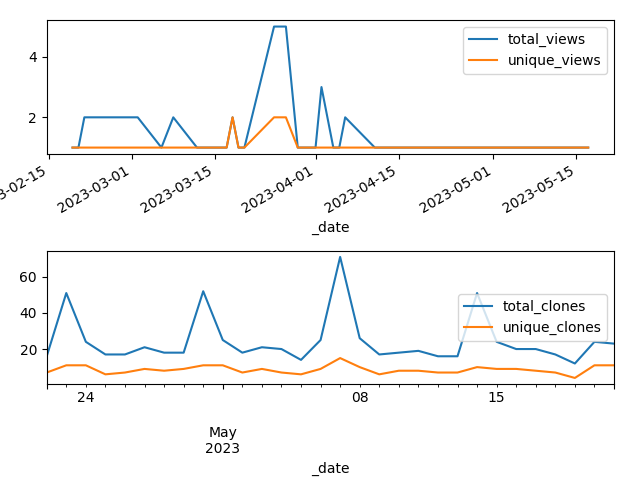 total_views
unique_views
4
2
3-02-15
2023-03-01
2023-03-15
2023-04-01
2023-04-15
2023-05-01
2023-05-15
_date
60
40
20
total_clones
unique_clones
24
08
15
May
2023
_date